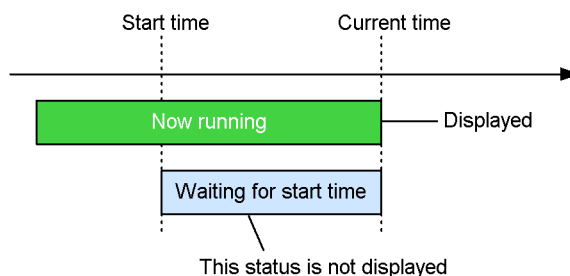 Start time
Current time
Now running
Displayed
Waiting for start time
This status is not displayed